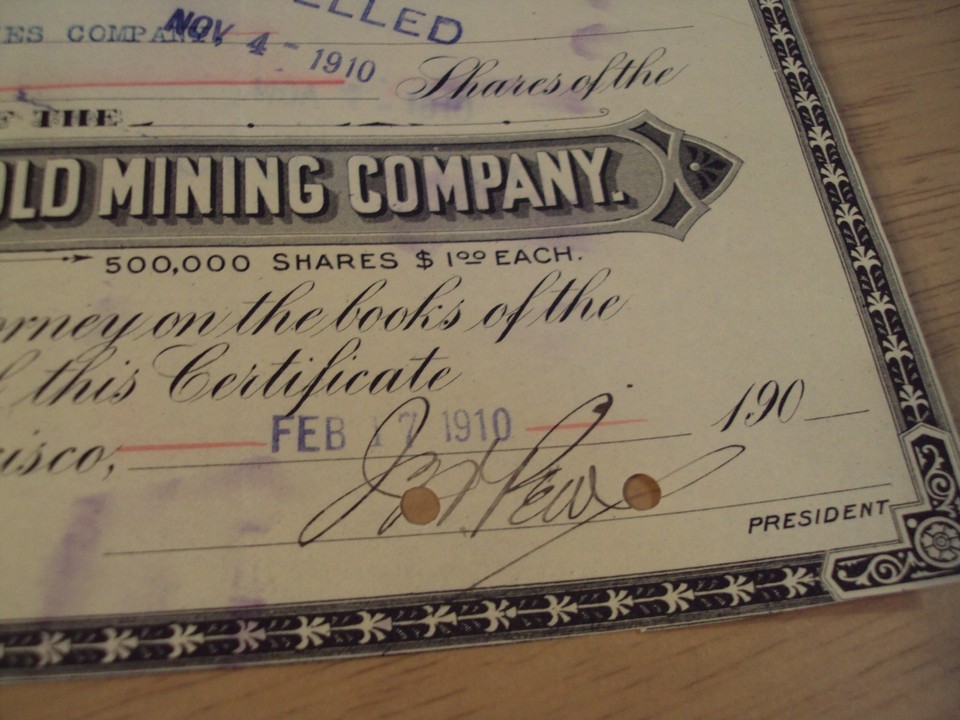 ELLED
ES COMPANY,
NOV 4 - 1910
Shares of the
F THE
OLD MINING COMPANY.
500,000 SHARES $1.00 EACH.
orney on the books of the
this Certificate
isco, FEB 17 1910 190
PRESIDENT